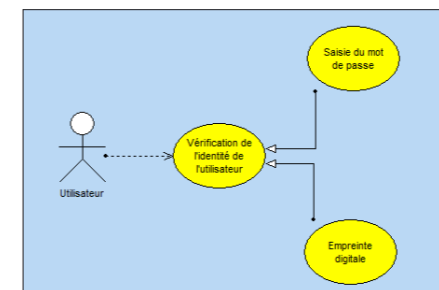 Saisie du mot
de passe
Vérification de
l'identité de
l'utilisateur
Utilisateur
Empreinte
digitale